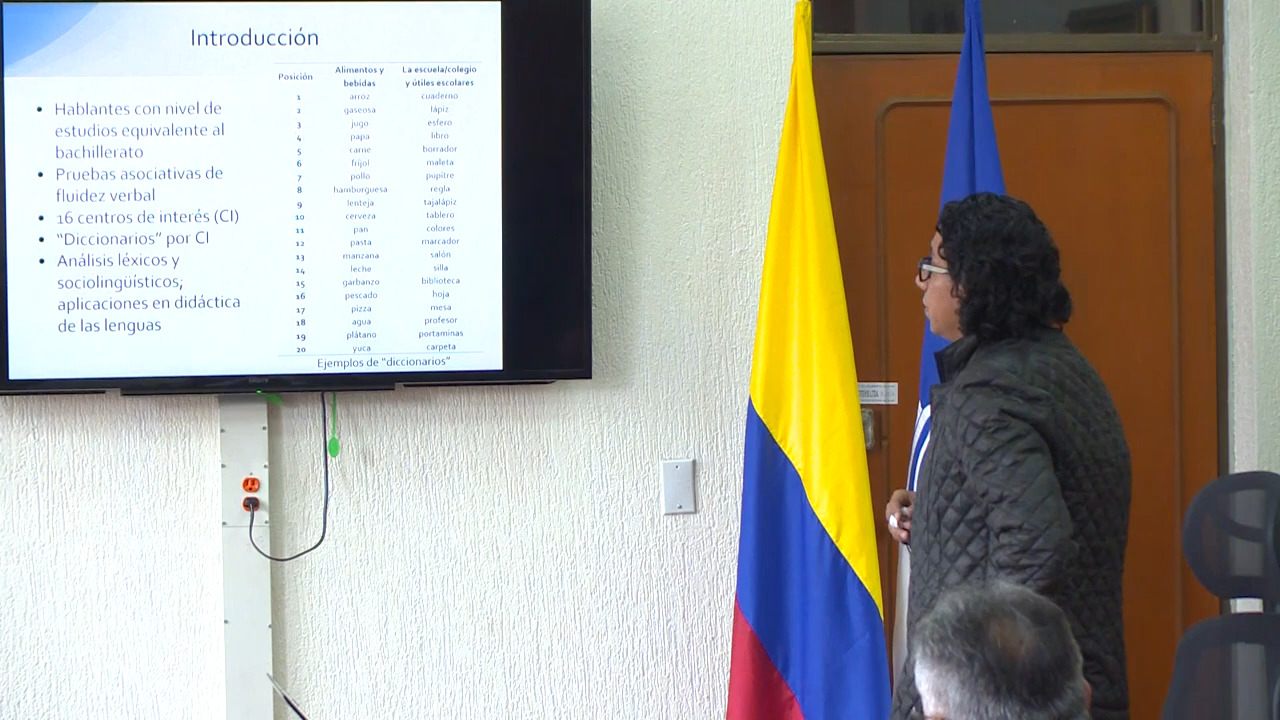 Introducción
• Hablantes con nivel de
estudios equivalente al
bachillerato
• Pruebas asociativas de
fluidez verbal
• 16 centros de interés (CI)
• “Diccionarios” por CI
• Análisis léxicos y
sociolingüísticos;
aplicaciones en didáctica
de las lenguas
Posición Alimentos y bebidas La escuela/colegio y útiles escolares
1 arroz cuaderno
2 gaseosa lápiz
3 jugo esfero
4 papa libro
5 carne borrador
6 frijol maleta
7 pollo pupitre
8 hamburguesa regla
9 lenteja tajalápiz
10 cerveza tablero
11 pan colores
12 pasta marcador
13 manzana salón
14 leche silla
15 garbanzo biblioteca
16 pescado hoja
17 pizza mesa
18 agua profesor
19 plátano portaminas
20 yuca carpeta
Ejemplos de “diccionarios”